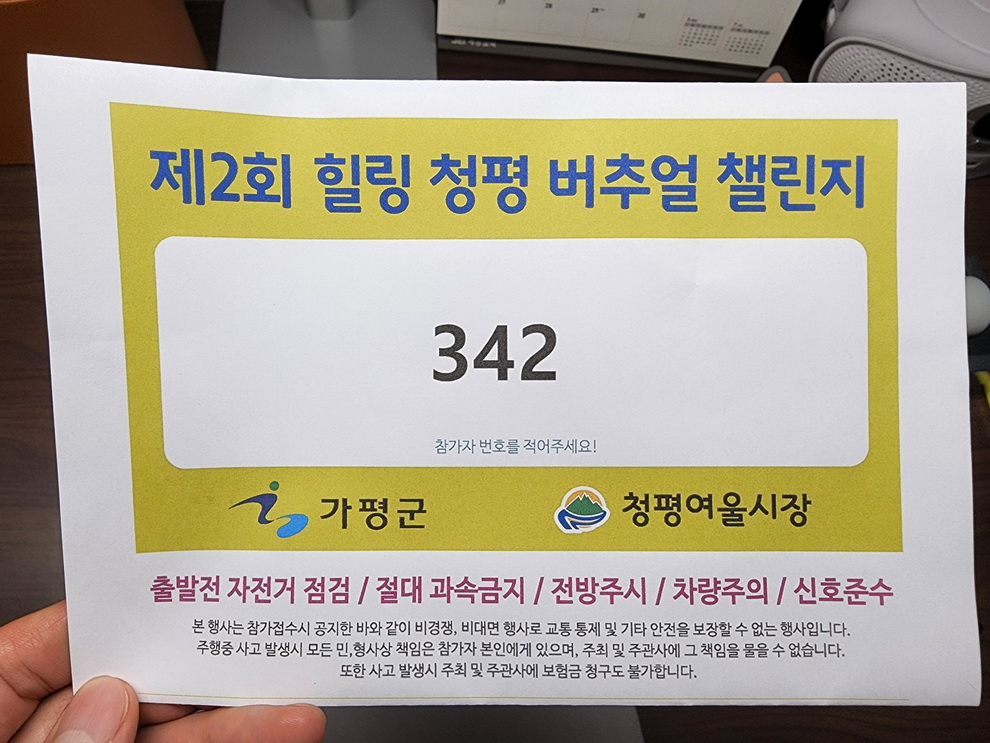 27
28
29
30
제2회 힐링 청평 버추얼 챌린지
342
참가자 번호를 적어주세요!
가평군
청평여울시장
출발전 자전거 점검 / 절대 과속금지 / 전방주시 / 차량주의 / 신호준수
본 행사는 참가접수시 공지한 바와 같이 비경쟁, 비대면 행사로 교통 통제 및 기타 안전을 보장할 수 없는 행사입니다.
주행중 사고 발생시 모든 민,형사상 책임은 참가자 본인에게 있으며, 주최 및 주관사에 그 책임을 물을 수 없습니다.
또한 사고 발생시 주최 및 주관사에 보험금 청구도 불가합니다.